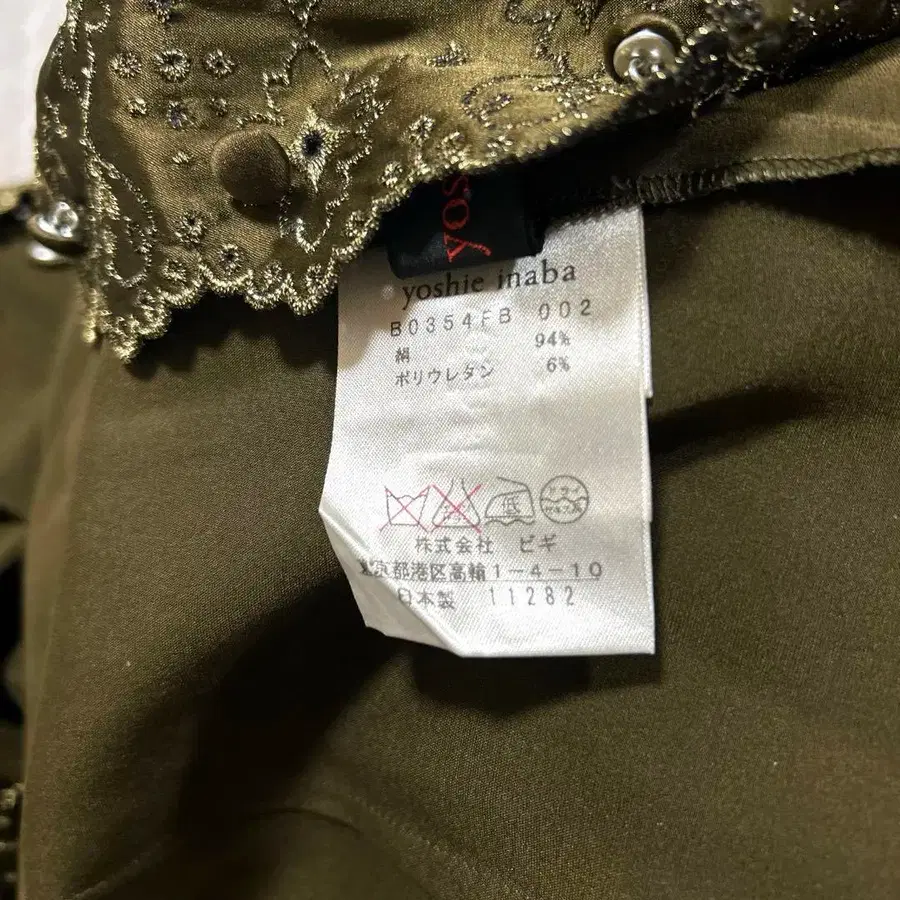 yos
yoshie inaba
B0354FB 002
絹 94%
ポリウレタン 6%
低
株式会社 ビギ
東京都港区高輪1-4-10
日本製 11282